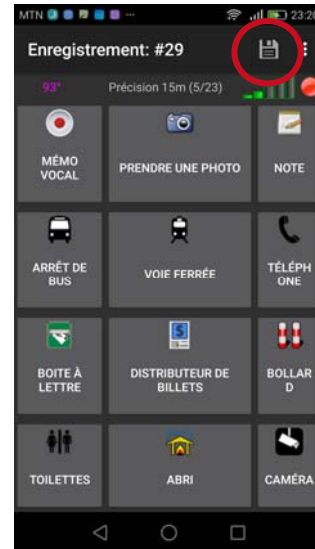 MTN ... 23:20
Enregistrement: #29
93° Précision 15m (5/23)
MÉMO
VOCAL
PRENDRE UNE PHOTO
NOTE
ARRÊT DE
BUS
VOIE FERRÉE
TÉLÉPH
ONE
BOITE À
LETTRE
DISTRIBUTEUR DE
BILLETS
BOLLAR
D
TOILETTES
ABRI
CAMÉRA